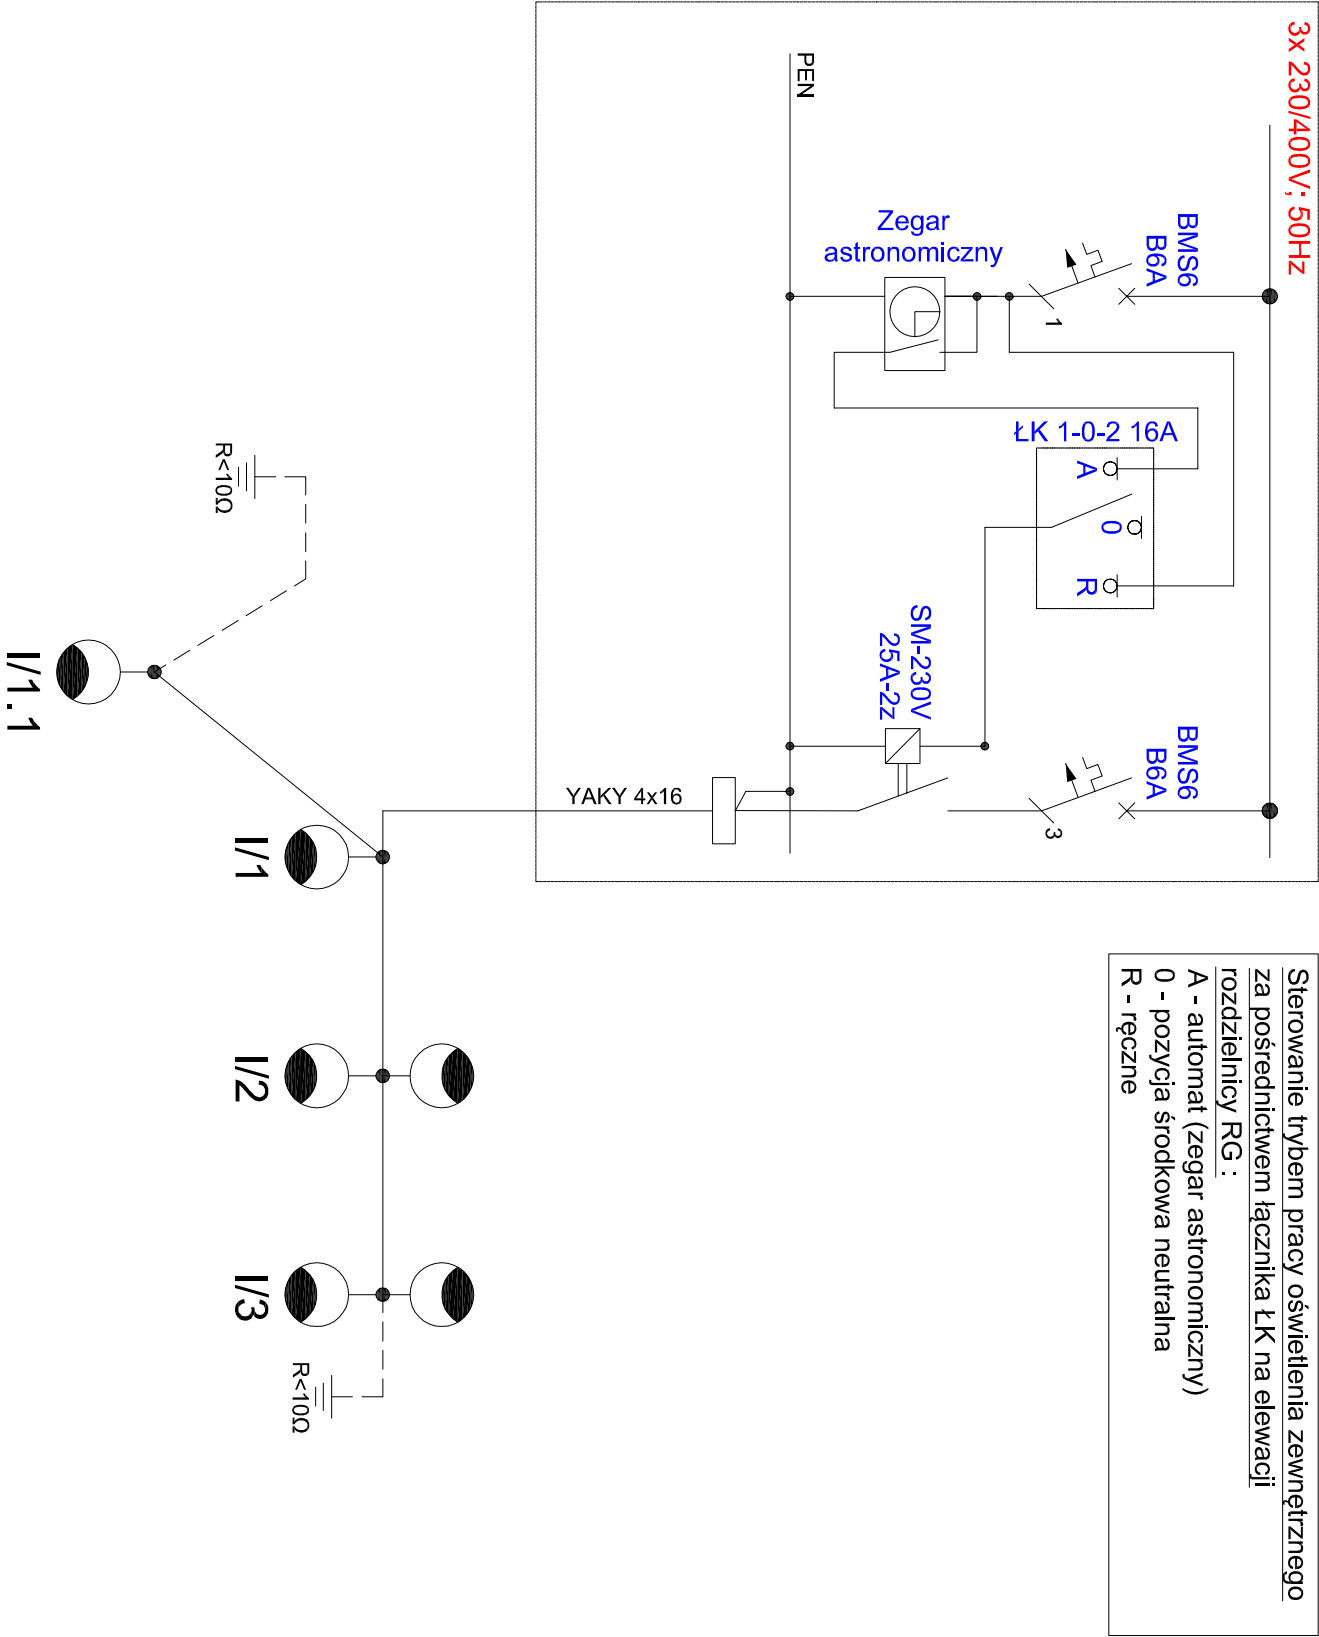 3x 230/400V; 50Hz
PEN
BMS6
B6A
1
Zegar
astronomiczny
ŁK 1-0-2 16A
A
0
R
SM-230V
25A-2z
BMS6
B6A
3
YAKY 4x16
R<10Ω
I/1.1
I/1
I/2
I/3
R<10Ω
Sterowanie trybem pracy oświetlenia zewnętrznego
za pośrednictwem łącznika ŁK na elewacji
rozdzielnicy RG :
A - automat (zegar astronomiczny)
0 - pozycja środkowa neutralna
R - ręczne